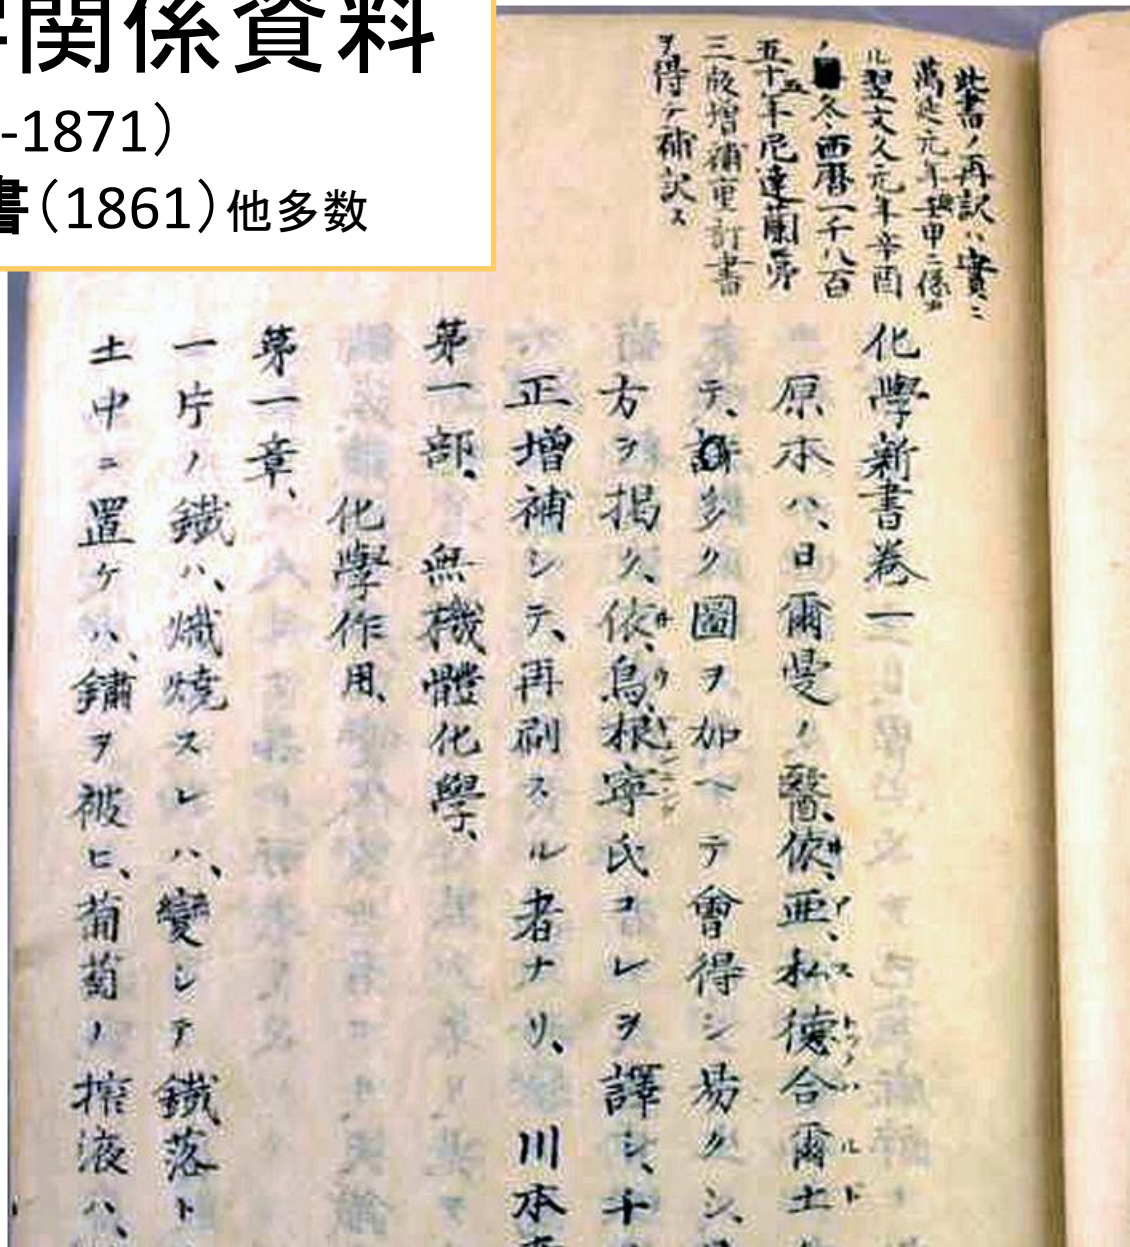 関係資料
-1871)
書(1861)他多数
此書ノ再訳ハ實ニ
萬延元年申ニ係
ル翌文久元年辛酉
ノ冬西暦一千八百
五十五年尼達蘭第
三版増補重訂書
ヲ得テ補訳ス
化學新書巻一
原本ハ、日爾曼ノ醫、依亜、私徳合爾土
テ、許多ク圖ヲ加ヘテ會得シ易クシ、
方ヲ掲ク、依、鳥、根寧氏コレヲ譯シ、千
正増補シテ、再刷スル者ナリ、 川本
第一部、 無機體化學、
化學作用、
第一章、
一片ノ鐵ハ、熾焼スレハ、變シテ鐵落ト
土中ニ置ケハ、鏽ヲ被ヒ、葡萄ノ搾液ハ、